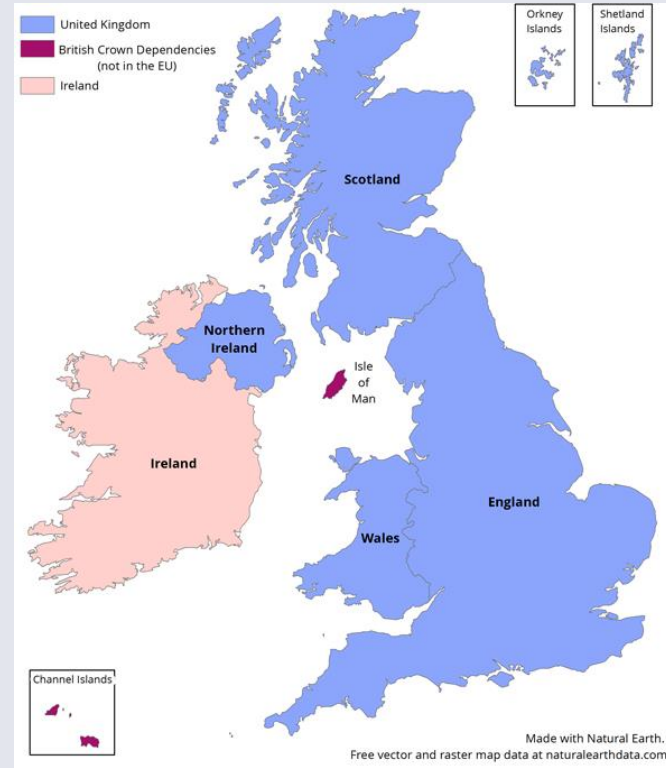 United Kingdom
British Crown Dependencies
(not in the EU)
Ireland
Orkney
Islands
Shetland
Islands
Scotland
Northern
Ireland
Isle
of
Man
Ireland
England
Wales
Channel Islands
Made with Natural Earth.
Free vector and raster map data at naturalearthdata.com